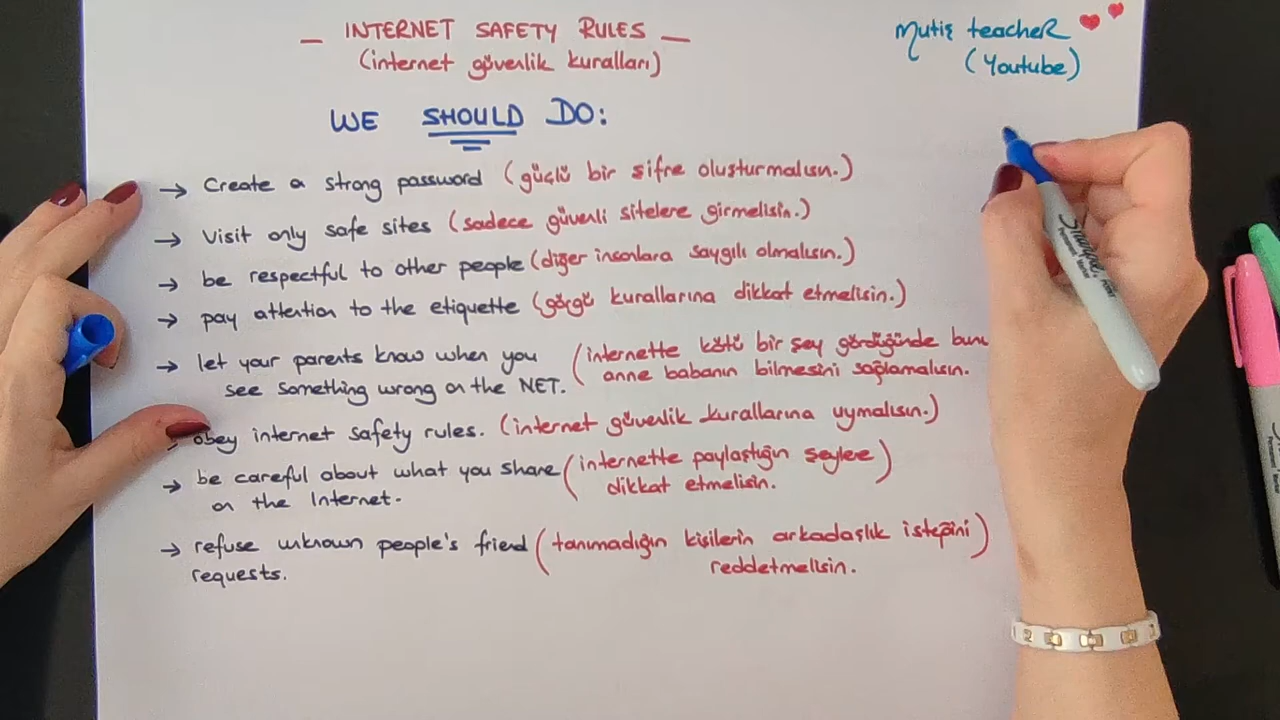 _ INTERNET SAFETY RULES _
(internet güvenlik kuralları)
Mutiş teacheR
(Youtube)
WE SHOULD DO:
→ Create a strong password (güçlü bir şifre oluşturmalısın.)
→ Visit only safe sites (sadece güvenli sitelere girmelisin.)
→ be respectful to other people (diğer insanlara saygılı olmalısın.)
→ pay attention to the etiquette (görgü kurallarına dikkat etmelisin.)
→ let your parents know when you (internette kötü bir şey gördüğünde bunu
see something wrong on the NET. anne babanın bilmesini sağlamalısın.
→ obey internet safety rules. (internet güvenlik kurallarına uymalısın.)
→ be careful about what you share (internette paylaştığın şeylere)
on the Internet. dikkat etmelisin.
→ refuse unknown people's friend (tanımadığın kişilerin arkadaşlık isteğini)
requests. reddetmelisin.
Sharpie